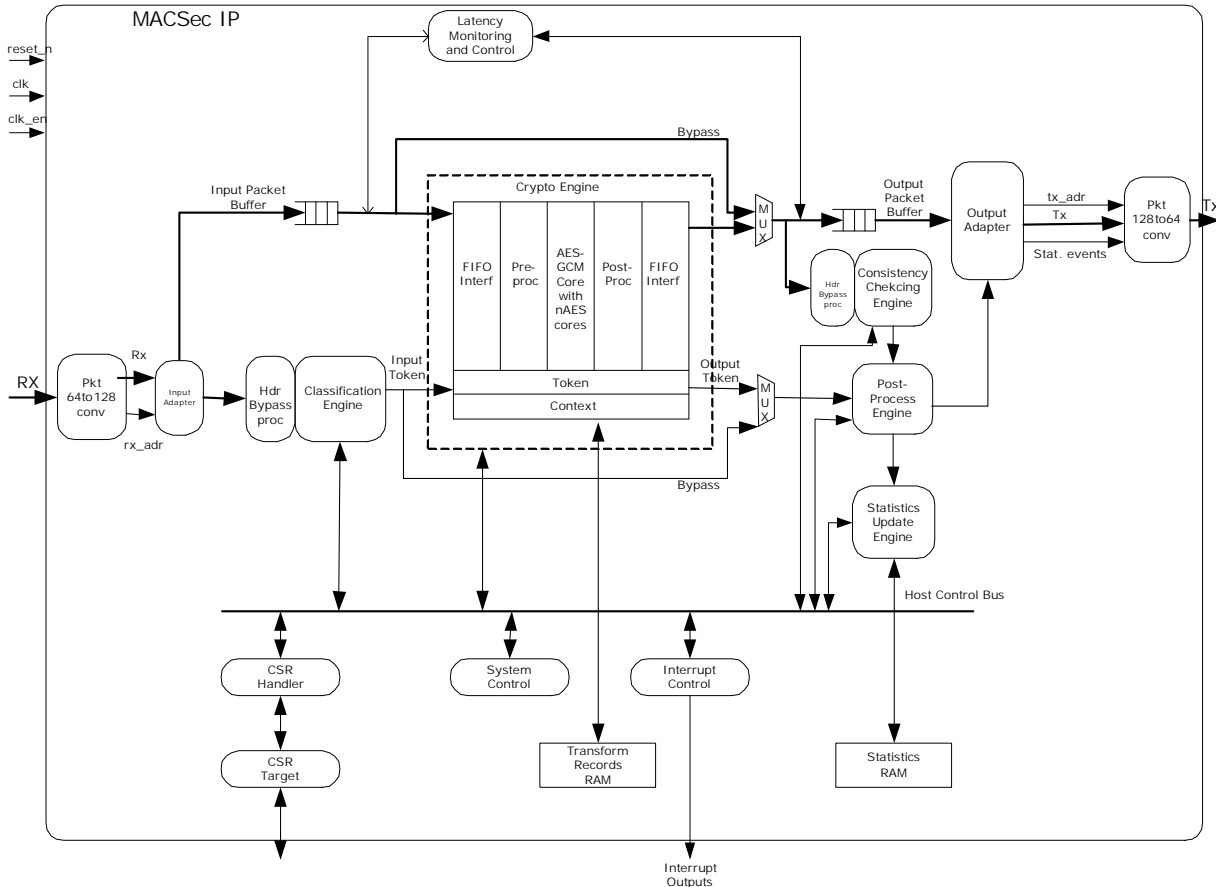 MACSec IP
reset_n
clk
clk_en
Latency
Monitoring
and Control
Bypass
Input Packet
Buffer
Crypto Engine
FIFO
Interf
Pre-
proc
AES-
GCM
Core
with
nAES
cores
Post-
Proc
FIFO
Interf
Token
Context
MUX
Output
Packet
Buffer
Output
Adapter
tx_adr
Tx
Stat. events
Pkt
128to64
conv
Tx
Hdr
Bypass
proc
Consistency
Chekcing
Engine
RX
Pkt
64to128
conv
Rx
rx_adr
Input
Adapter
Hdr
Bypass
proc
Classification
Engine
Input
Token
Output
Token
MUX
Bypass
Post-
Process
Engine
Statistics
Update
Engine
Host Control Bus
CSR
Handler
System
Control
Interrupt
Control
CSR
Target
Transform
Records
RAM
Statistics
RAM
Interrupt
Outputs